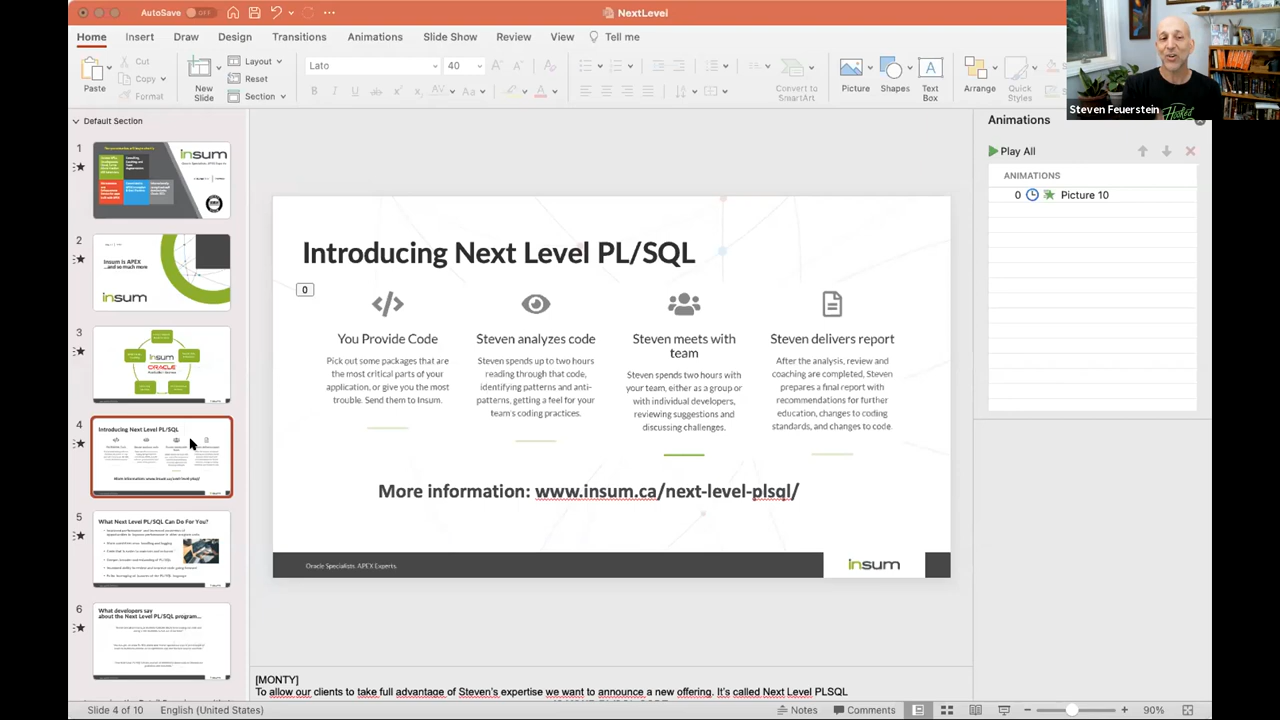 AutoSave OFF
NextLevel
Home Insert Draw Design Transitions Animations Slide Show Review View Tell me
Paste
Cut
Copy
Format
New
Slide
Layout
Reset
Section
Lato 40
Convert to
SmartArt
Picture
Shapes
Text
Box
Arrange
Quick
Styles
Steven Feuerstein
Hooked
Default Section
1
insum
2
Insum is APEX
...and so much more
insum
3
insum
ORACLE
4
Introducing Next Level PL/SQL
5
What Next Level PL/SQL Can Do For You?
6
What developers say
about the Next Level PL/SQL program...
Introducing Next Level PL/SQL
0
You Provide Code
Pick out some packages that are
the most critical parts of your
application, or give you the most
trouble. Send them to Insum.
Steven analyzes code
Steven spends up to two hours
reading through that code,
identifying patterns and anti-
patterns, getting a feel for your
team's coding practices.
Steven meets with
team
Steven spends two hours with
your team, either as a group or
with individual developers,
reviewing suggestions and
discussing challenges.
Steven delivers report
After the analysis, review and
coaching are completed, Steven
prepares a final report with
recommendations for further
education, changes to coding
standards, and changes to code.
More information: www.insum.ca/next-level-plsql/
Oracle Specialists. APEX Experts.
insum
Animations
Play All
ANIMATIONS
0 Picture 10
[MONTY]
To allow our clients to take full advantage of Steven's expertise we want to announce a new offering. It's called Next Level PLSQL
Slide 4 of 10 English (United States) Notes Comments 90%